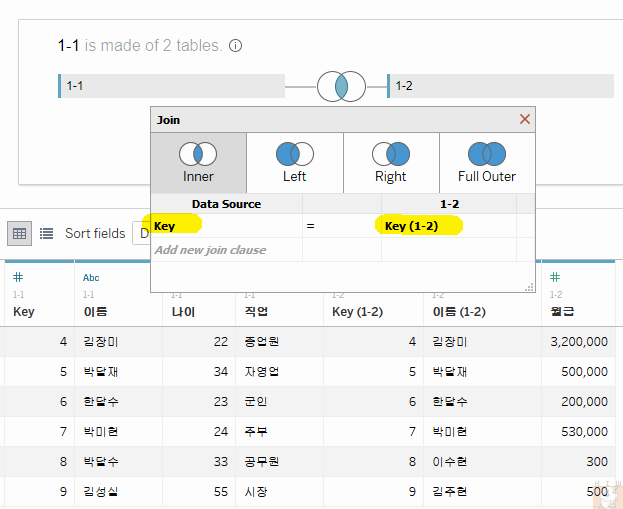 1-1 is made of 2 tables.
1-1 1-2
Join
Inner Left Right Full Outer
Data Source 1-2
Key = Key (1-2)
Add new join clause
Sort fields D
# Abc #
1-1 1-1 1-1 1-1 1-2 1-2 1-2
Key 이름 나이 직업 Key (1-2) 이름 (1-2) 월급
4 김장미 22 종업원 4 김장미 3,200,000
5 박달재 34 자영업 5 박달재 500,000
6 한달수 23 군인 6 한달수 200,000
7 박미현 24 주부 7 박미현 530,000
8 박달수 33 공무원 8 이수현 300
9 김성실 55 시장 9 김주현 500